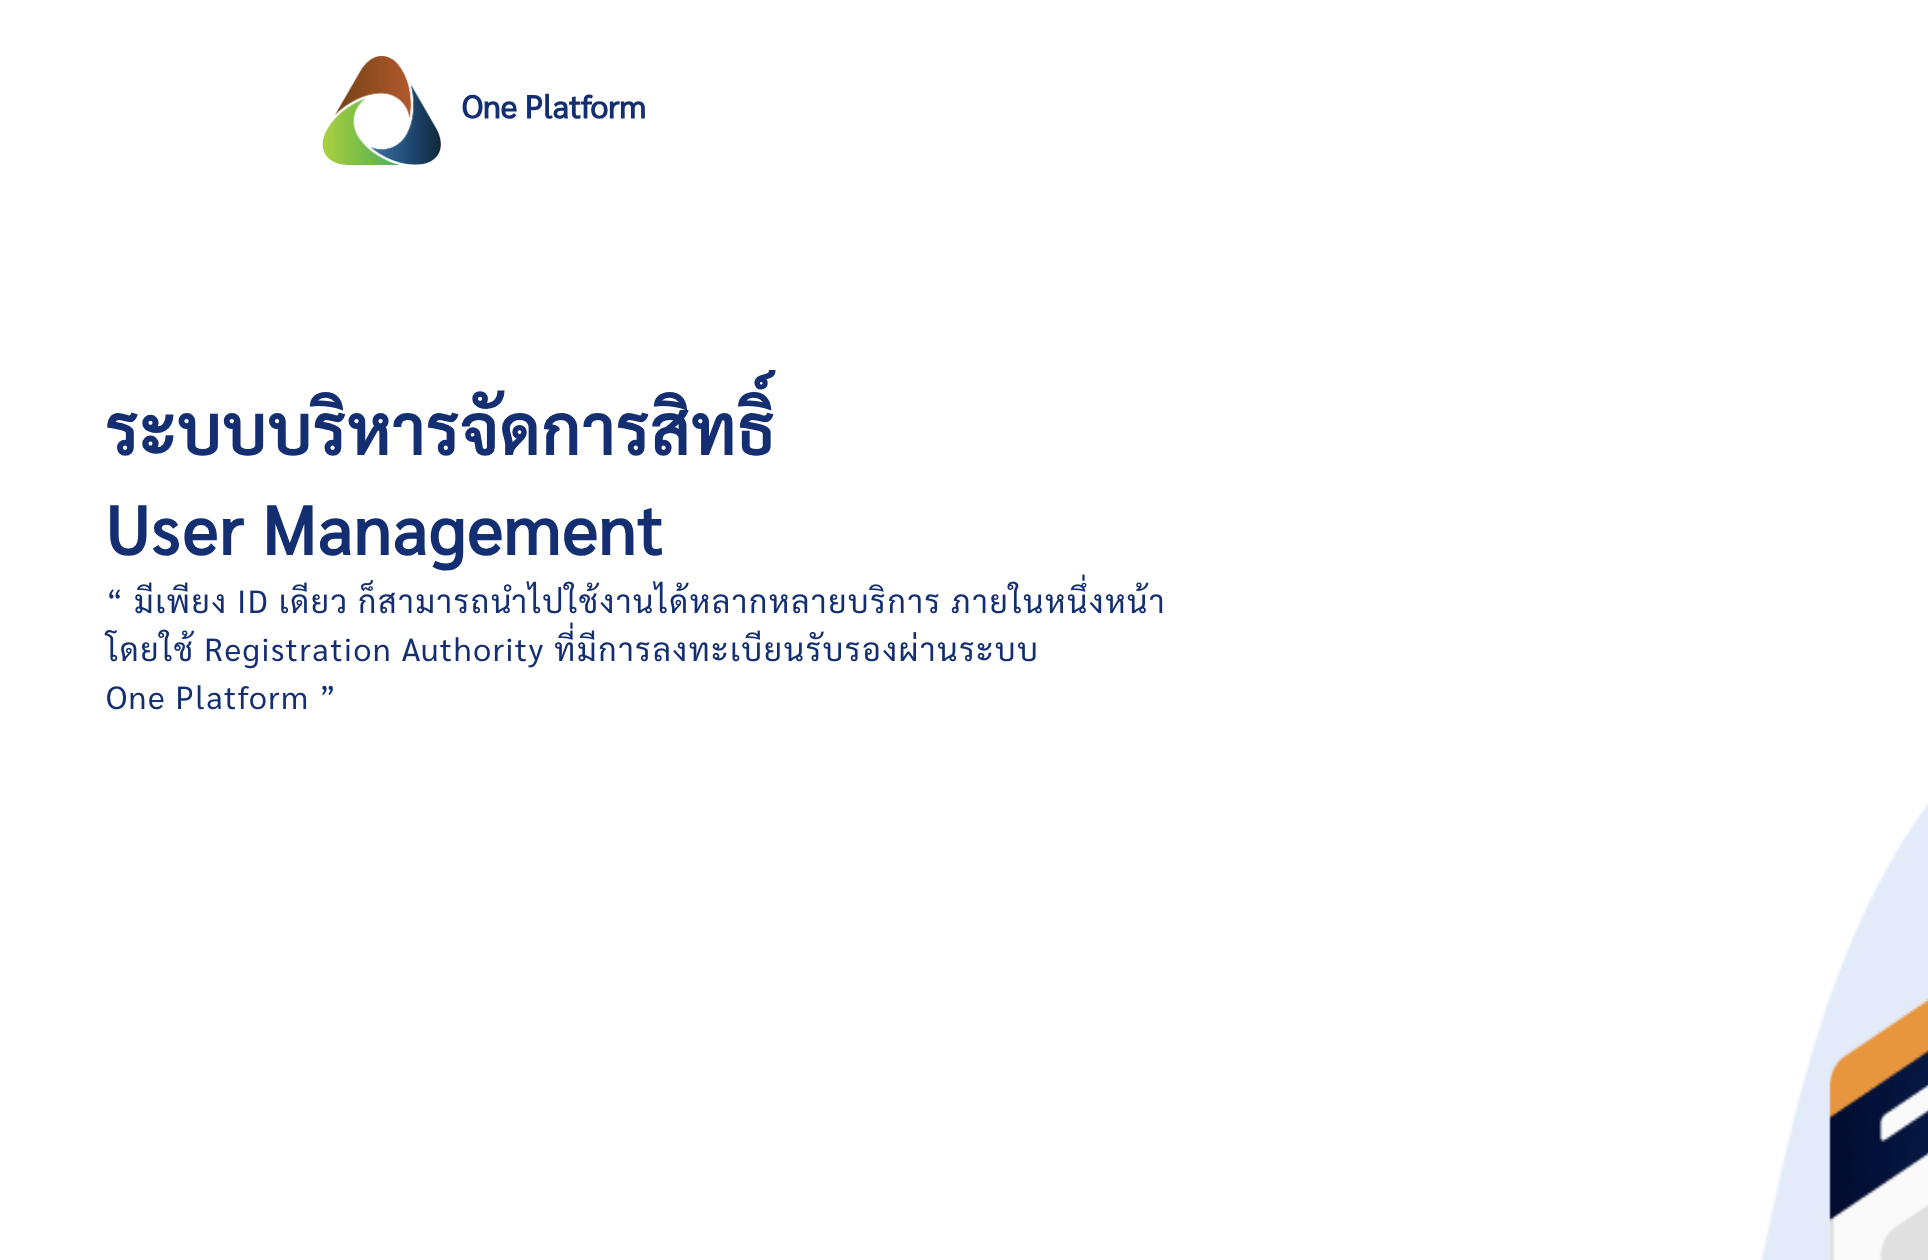 One Platform
ระบบบริหารจัดการสิทธิ์
User Management
“ มีเพียง ID เดียว ก็สามารถนำไปใช้งานได้หลากหลายบริการ ภายในหนึ่งหน้า
โดยใช้ Registration Authority ที่มีการลงทะเบียนรับรองผ่านระบบ
One Platform ”